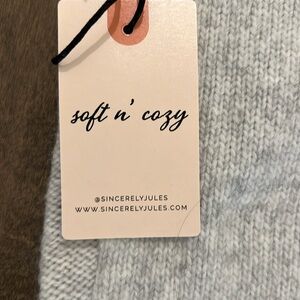 soft n' cozy
@SINCERELYJULES
WWW.SINCERELYJULES.COM